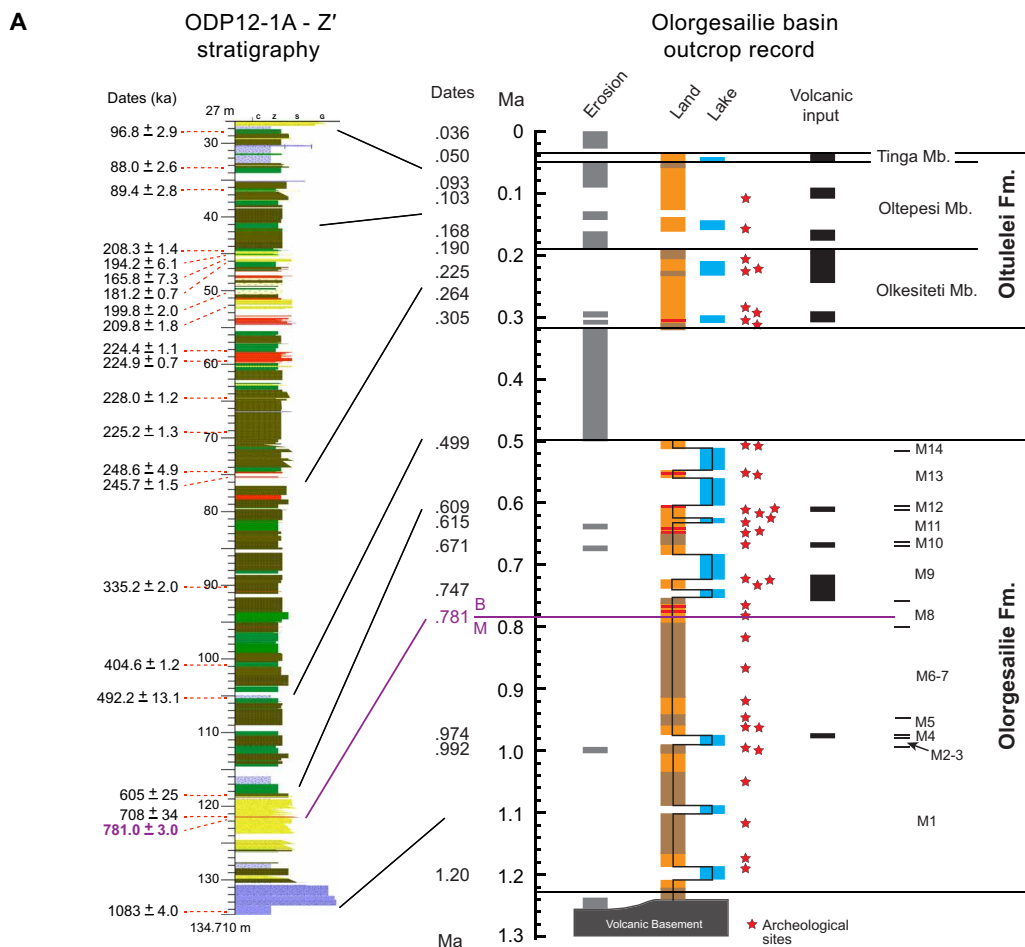 A
ODP12-1A - Z′
stratigraphy
Olorgesailie basin
outcrop record
Dates (ka)
27 m
C Z S G
96.8 ± 2.9
88.0 ± 2.6
89.4 ± 2.8
208.3 ± 1.4
194.2 ± 6.1
165.8 ± 7.3
181.2 ± 0.7
199.8 ± 2.0
209.8 ± 1.8
224.4 ± 1.1
224.9 ± 0.7
228.0 ± 1.2
225.2 ± 1.3
248.6 ± 4.9
245.7 ± 1.5
335.2 ± 2.0
404.6 ± 1.2
492.2 ± 13.1
605 ± 25
708 ± 34
781.0 ± 3.0
1083 ± 4.0
134.710 m
30
40
50
60
70
80
90
100
110
120
130
Dates
.036
.050
.093
.103
.168
.190
.225
.264
.305
.499
.609
.615
.671
.747
.781
.974
.992
1.20
Ma
B
M
Ma
0
0.1
0.2
0.3
0.4
0.5
0.6
0.7
0.8
0.9
1.0
1.1
1.2
1.3
Erosion
Land
Lake
Volcanic
input
Tinga Mb.
Oltepesi Mb.
Olkesiteti Mb.
Oltulelei Fm.
M14
M13
M12
M11
M10
M9
M8
M6-7
M5
M4
M2-3
M1
Olorgesailie Fm.
Volcanic Basement
Archeological
sites